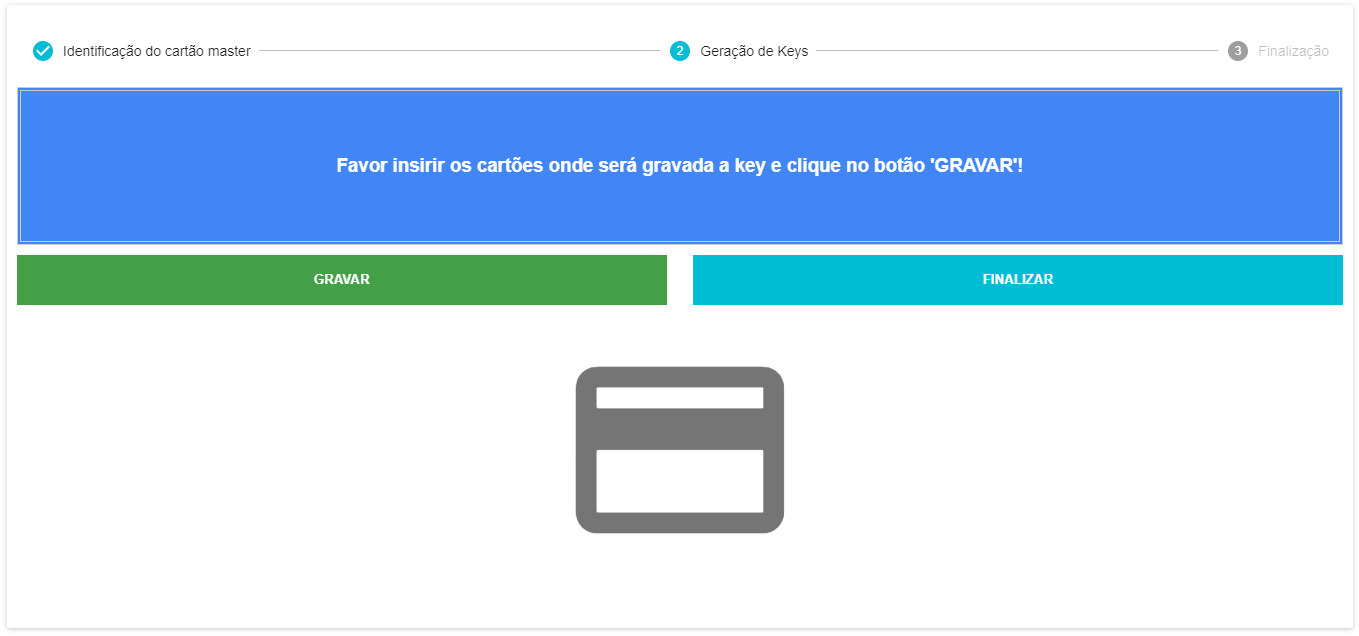 Identificação do cartão master
2 Geração de Keys
3 Finalização
Favor insirir os cartões onde será gravada a key e clique no botão 'GRAVAR'!
GRAVAR
FINALIZAR